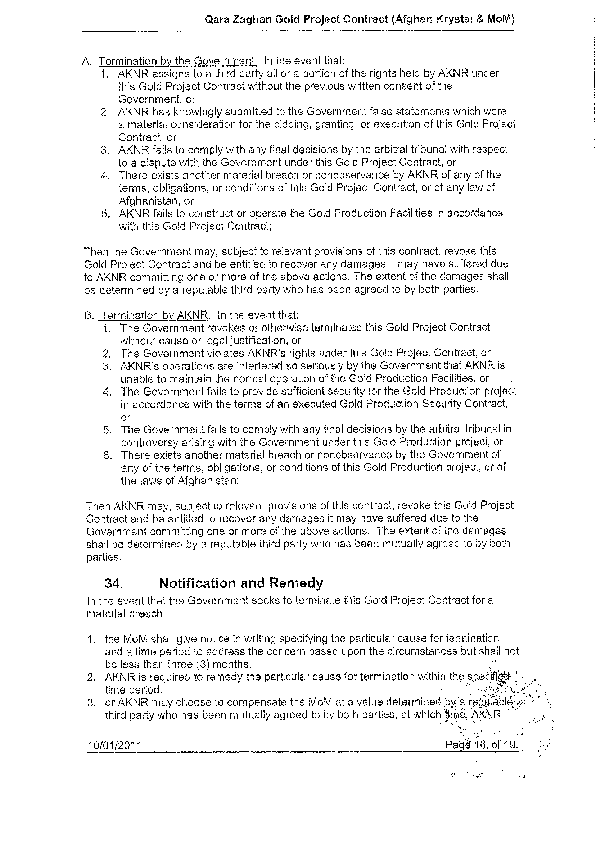 Qara Zaghan Gold Project Contract (Afghan Krystal & MoM)
A. Termination by the Government. In the event that:
1. AKNR assigns to a third party all or a portion of the rights held by AKNR under
this Gold Project Contract without the previous written consent of the
Government, or
2. AKNR has knowingly submitted to the Government false statements which were
a material consideration for the bidding, granting, or execution of this Gold Project
Contract, or
3. AKNR fails to comply with any final decisions by the arbitral tribunal with respect
to a dispute with the Government under this Gold Project Contract, or
4. There exists another material breach or nonobservance by AKNR of any of the
terms, obligations, or conditions of this Gold Project Contract, or of any law of
Afghanistan, or
5. AKNR fails to construct or operate the Gold Production Facilities in accordance
with this Gold Project Contract;
Then the Government may, subject to relevant provisions of this contract, revoke this
Gold Project Contract and be entitled to recover any damages it may have suffered due
to AKNR committing one or more of the above actions. The extent of the damages shall
be determined by a reputable third party who has been agreed to by both parties.
B. Termination by AKNR. In the event that:
1. The Government revokes or otherwise terminates this Gold Project Contract
without cause or legal justification, or
2. The Government violates AKNR's rights under this Gold Project Contract, or
3. AKNR's operations are interfered so seriously by the Government that AKNR is
unable to maintain the normal operation of the Gold Production Facilities, or
4. The Government fails to provide sufficient security for the Gold Production project
in accordance with the terms of an executed Gold Production Security Contract,
or
5. The Government fails to comply with any final decisions by the arbitral tribunal in
controversy arising with the Government under this Gold Production project, or
6. There exists another material breach or nonobservance by the Government of
any of the terms, obligations, or conditions of this Gold Production project, or of
the laws of Afghanistan;
Then AKNR may, subject to relevant provisions of this contract, revoke this Gold Project
Contract and be entitled to recover any damages it may have suffered due to the
Government committing one or more of the above actions. The extent of the damages
shall be determined by a reputable third party who has been mutually agreed to by both
parties.
34. Notification and Remedy
In the event that the Government seeks to terminate this Gold Project Contract for a
material breach
1. the MoM shall give notice in writing specifying the particular cause for termination
and a time period to address the concern based upon the circumstances but shall not
be less than three (3) months.
2. AKNR is required to remedy the particular cause for termination within the specified
time period.
3. or AKNR may choose to compensate the MoM at a value determined by a reputable
third party who has been mutually agreed to by both parties, at which time, AKNR
10/01/2011 Page 16. of 19.